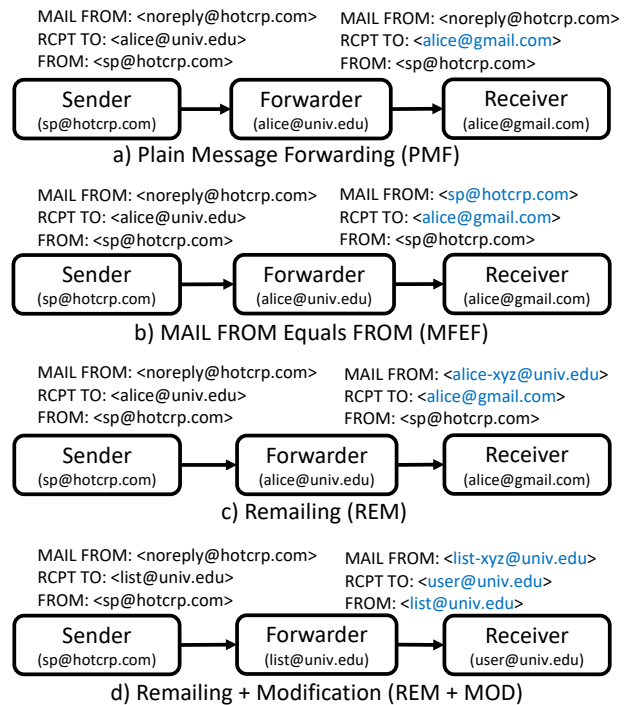 MAIL FROM: <noreply@hotcrp.com> MAIL FROM: <noreply@hotcrp.com>
RCPT TO: <alice@univ.edu> RCPT TO: <alice@gmail.com>
FROM: <sp@hotcrp.com> FROM: <sp@hotcrp.com>
Sender Forwarder Receiver
(sp@hotcrp.com) (alice@univ.edu) (alice@gmail.com)
a) Plain Message Forwarding (PMF)
MAIL FROM: <noreply@hotcrp.com> MAIL FROM: <sp@hotcrp.com>
RCPT TO: <alice@univ.edu> RCPT TO: <alice@gmail.com>
FROM: <sp@hotcrp.com> FROM: <sp@hotcrp.com>
Sender Forwarder Receiver
(sp@hotcrp.com) (alice@univ.edu) (alice@gmail.com)
b) MAIL FROM Equals FROM (MFEF)
MAIL FROM: <noreply@hotcrp.com> MAIL FROM: <alice-xyz@univ.edu>
RCPT TO: <alice@univ.edu> RCPT TO: <alice@gmail.com>
FROM: <sp@hotcrp.com> FROM: <sp@hotcrp.com>
Sender Forwarder Receiver
(sp@hotcrp.com) (alice@univ.edu) (alice@gmail.com)
c) Remailing (REM)
MAIL FROM: <noreply@hotcrp.com> MAIL FROM: <list-xyz@univ.edu>
RCPT TO: <list@univ.edu> RCPT TO: <user@univ.edu>
FROM: <sp@hotcrp.com> FROM: <list@univ.edu>
Sender Forwarder Receiver
(sp@hotcrp.com) (list@univ.edu) (user@univ.edu)
d) Remailing + Modification (REM + MOD)